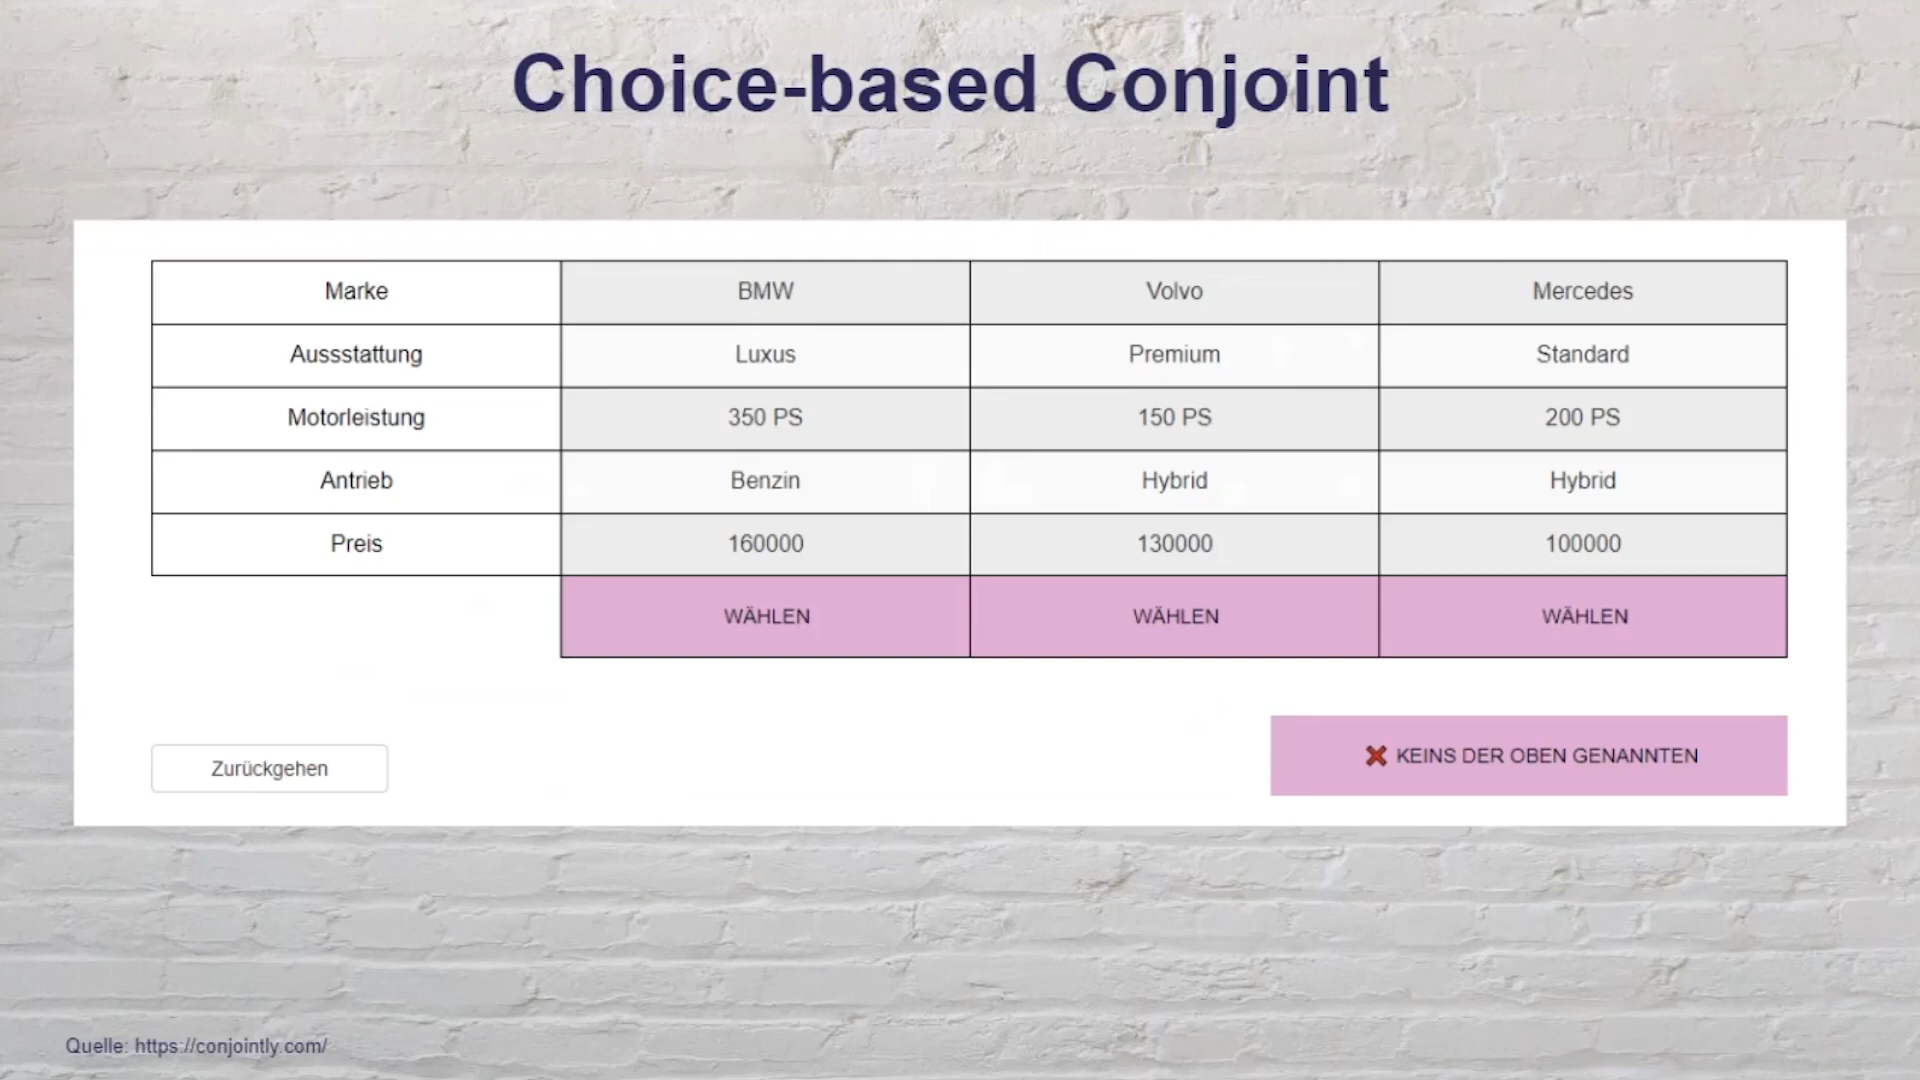 Choice-based Conjoint
Marke BMW Volvo Mercedes
Aussstattung Luxus Premium Standard
Motorleistung 350 PS 150 PS 200 PS
Antrieb Benzin Hybrid Hybrid
Preis 160000 130000 100000
WÄHLEN WÄHLEN WÄHLEN
❌ KEINS DER OBEN GENANNTEN
Zurückgehen
Quelle: https://conjointly.com/